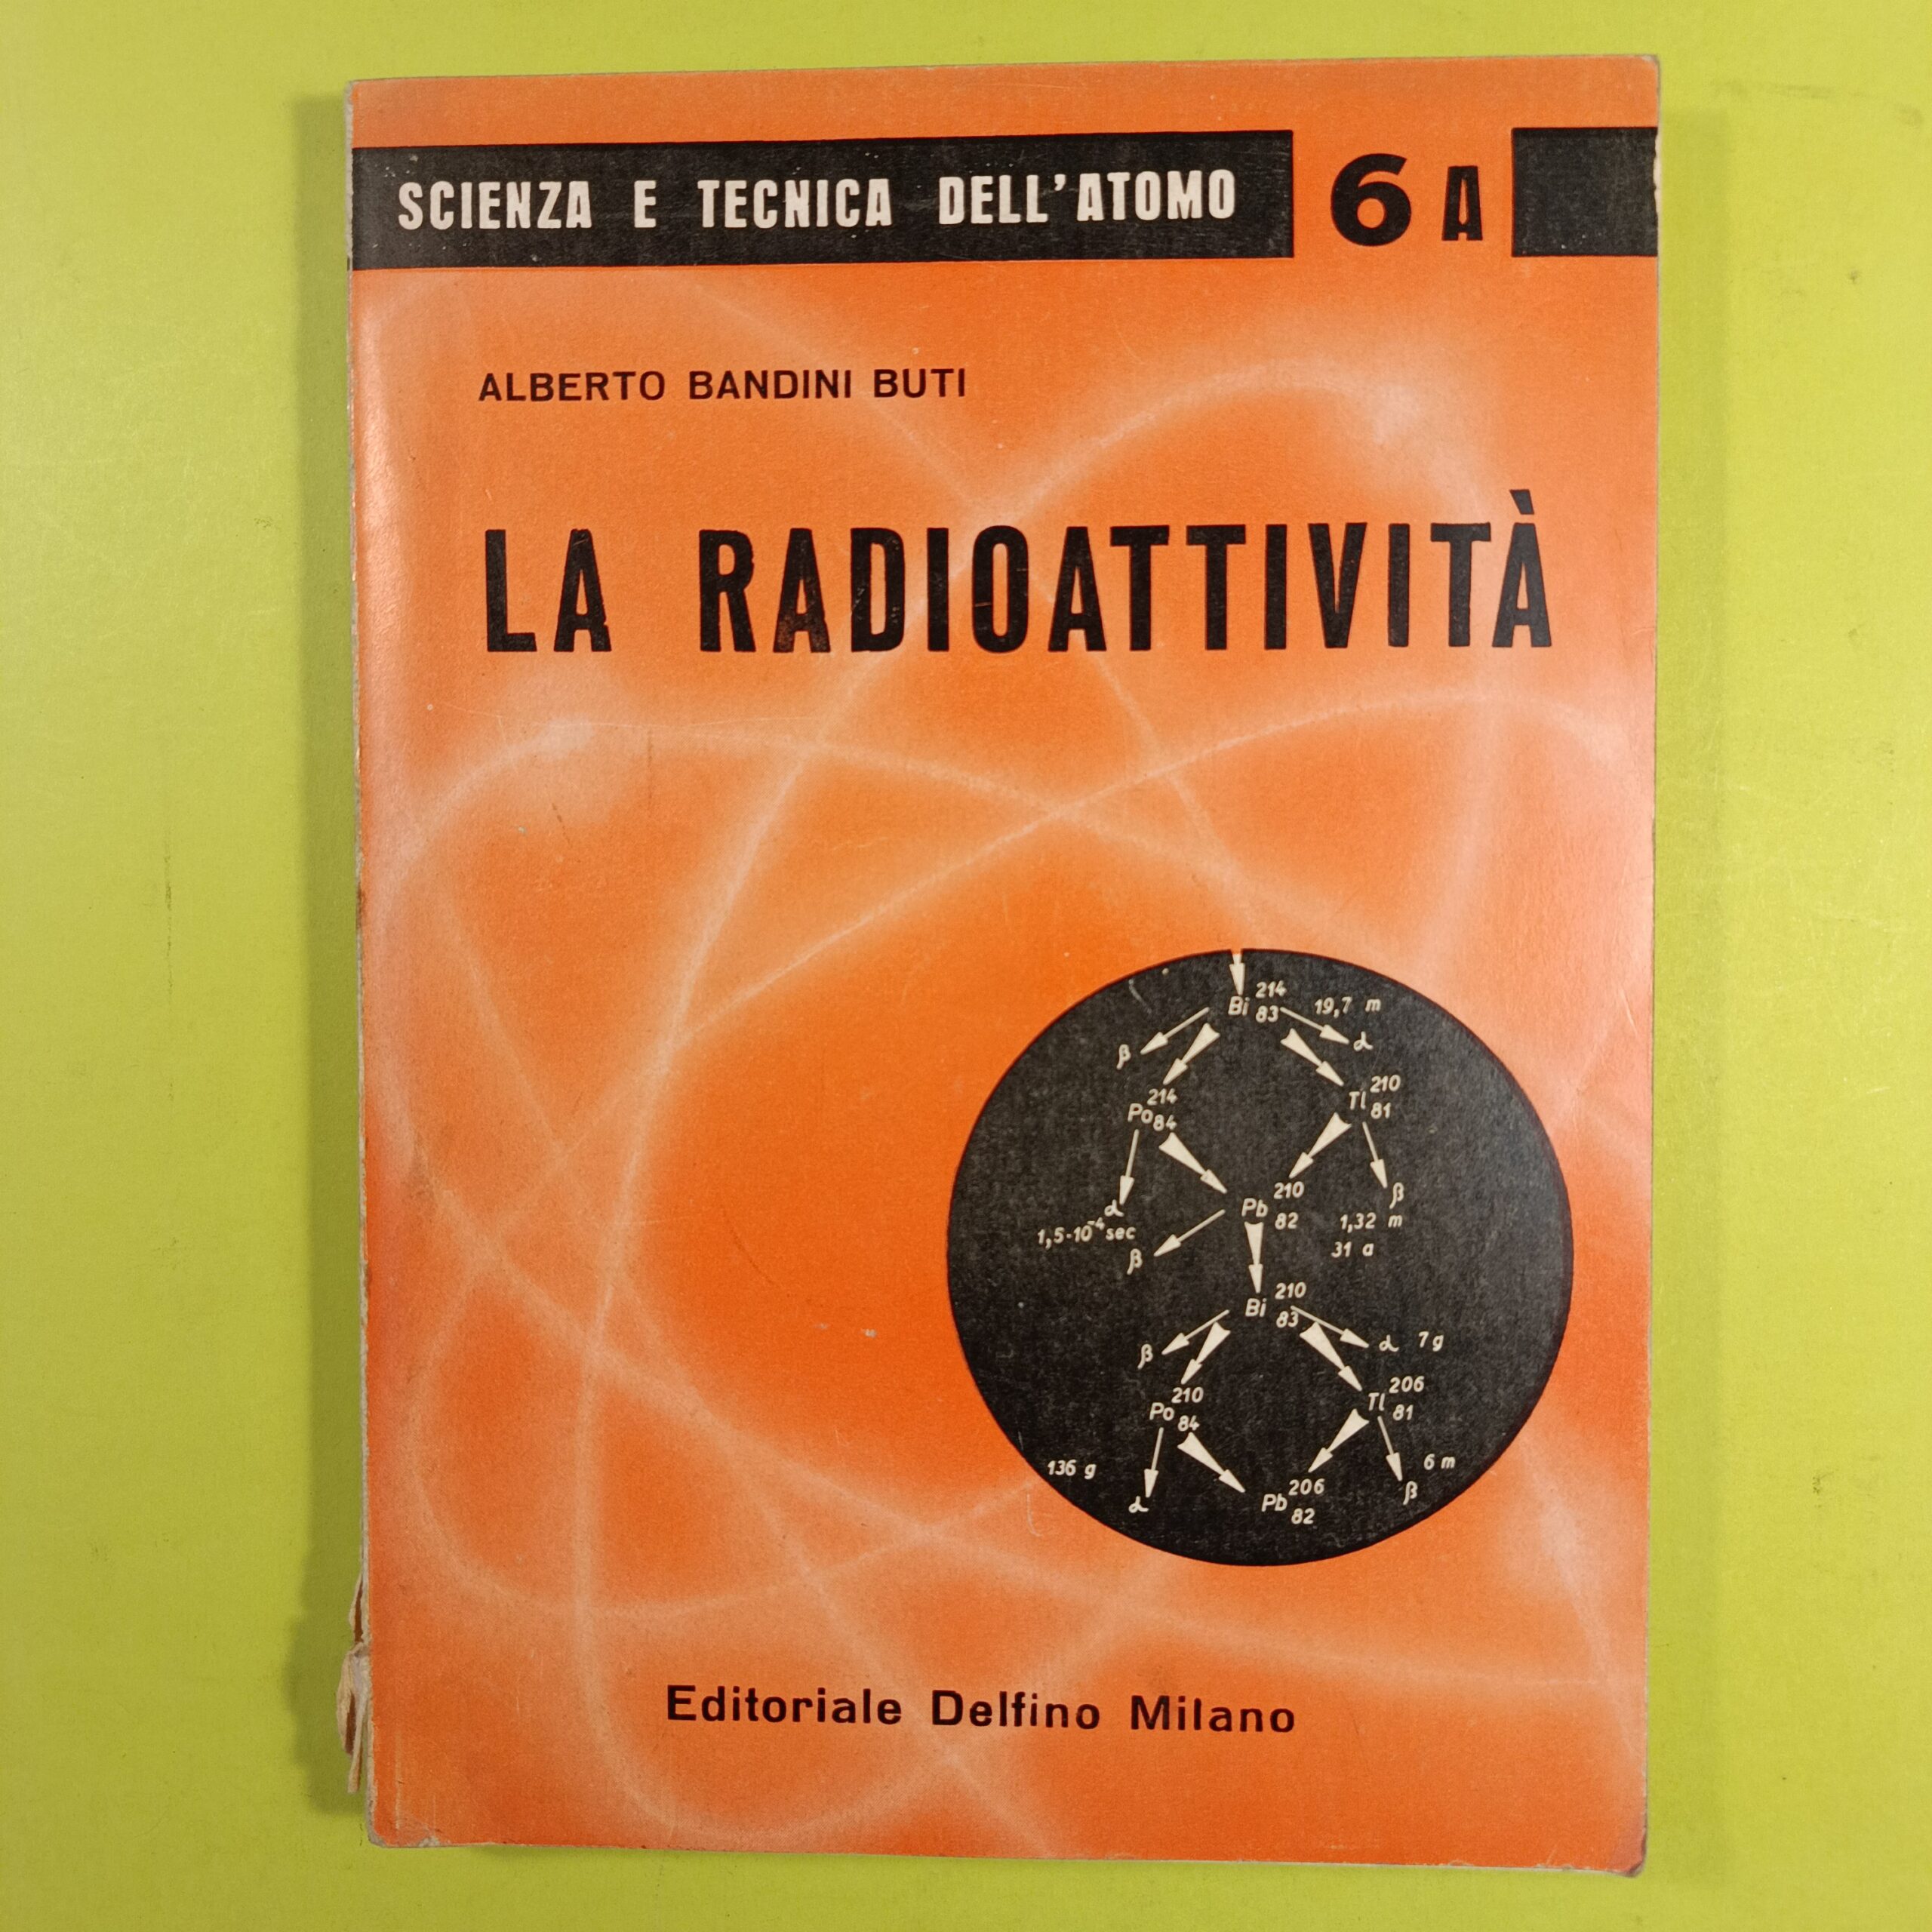 SCIENZA E TECNICA DELL'ATOMO 6 A
ALBERTO BANDINI BUTI
LA RADIOATTIVITÀ
Bi 214 83 19,7 m
β α
Po 214 84 Tl 210 81
α Pb 210 82 β
1,5·10⁻⁴ sec 1,32 m
β 31 a
Bi 210 83
β α 7 g
Po 210 84 Tl 206 81
136 g 6 m
α Pb 206 82 β
Editoriale Delfino Milano